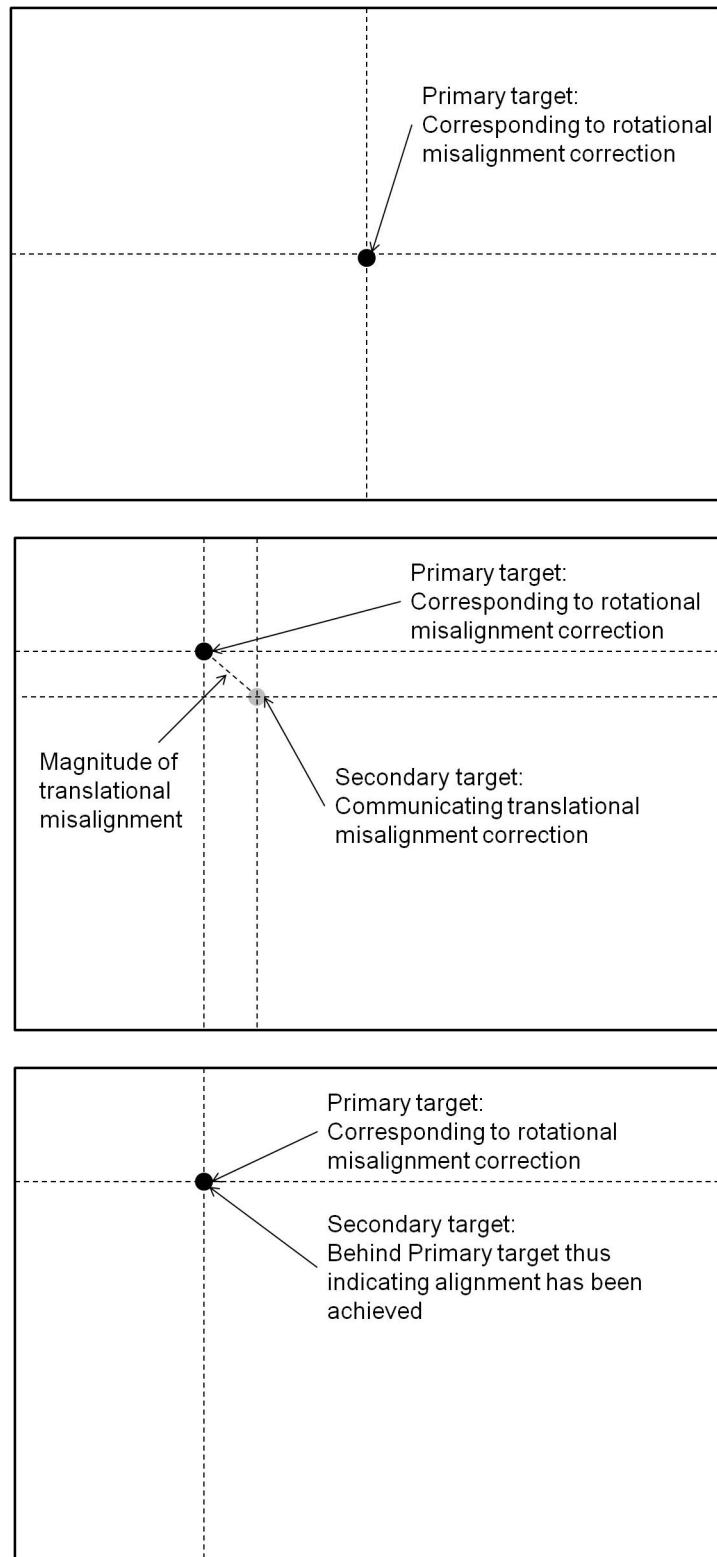 Primary target:
Corresponding to rotational
misalignment correction
Primary target:
Corresponding to rotational
misalignment correction
Magnitude of
translational
misalignment
Secondary target:
Communicating translational
misalignment correction
Primary target:
Corresponding to rotational
misalignment correction
Secondary target:
Behind Primary target thus
indicating alignment has been
achieved